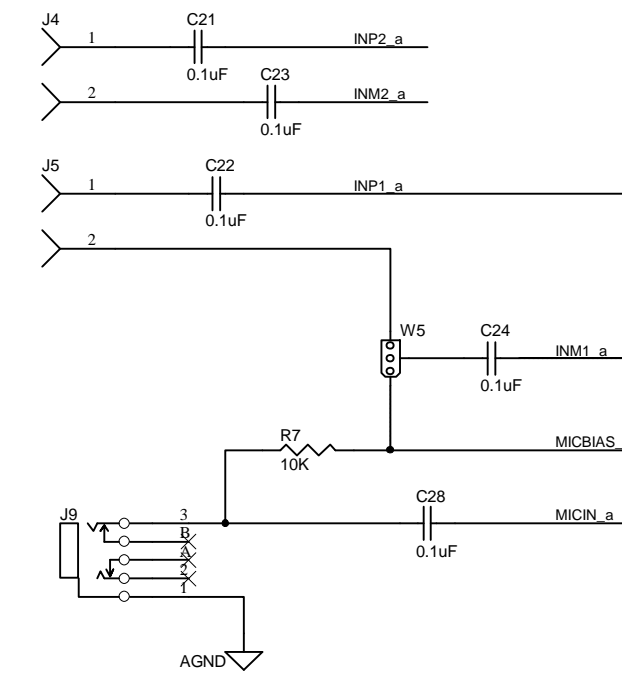 J4
C21
1
INP2_a
0.1uF
C23
2
INM2_a
0.1uF
J5
C22
1
INP1_a
0.1uF
2
W5
C24
INM1_a
0.1uF
R7
10K
MICBIAS_
C28
J9
3
MICIN_a
B
0.1uF
A
2
1
AGND